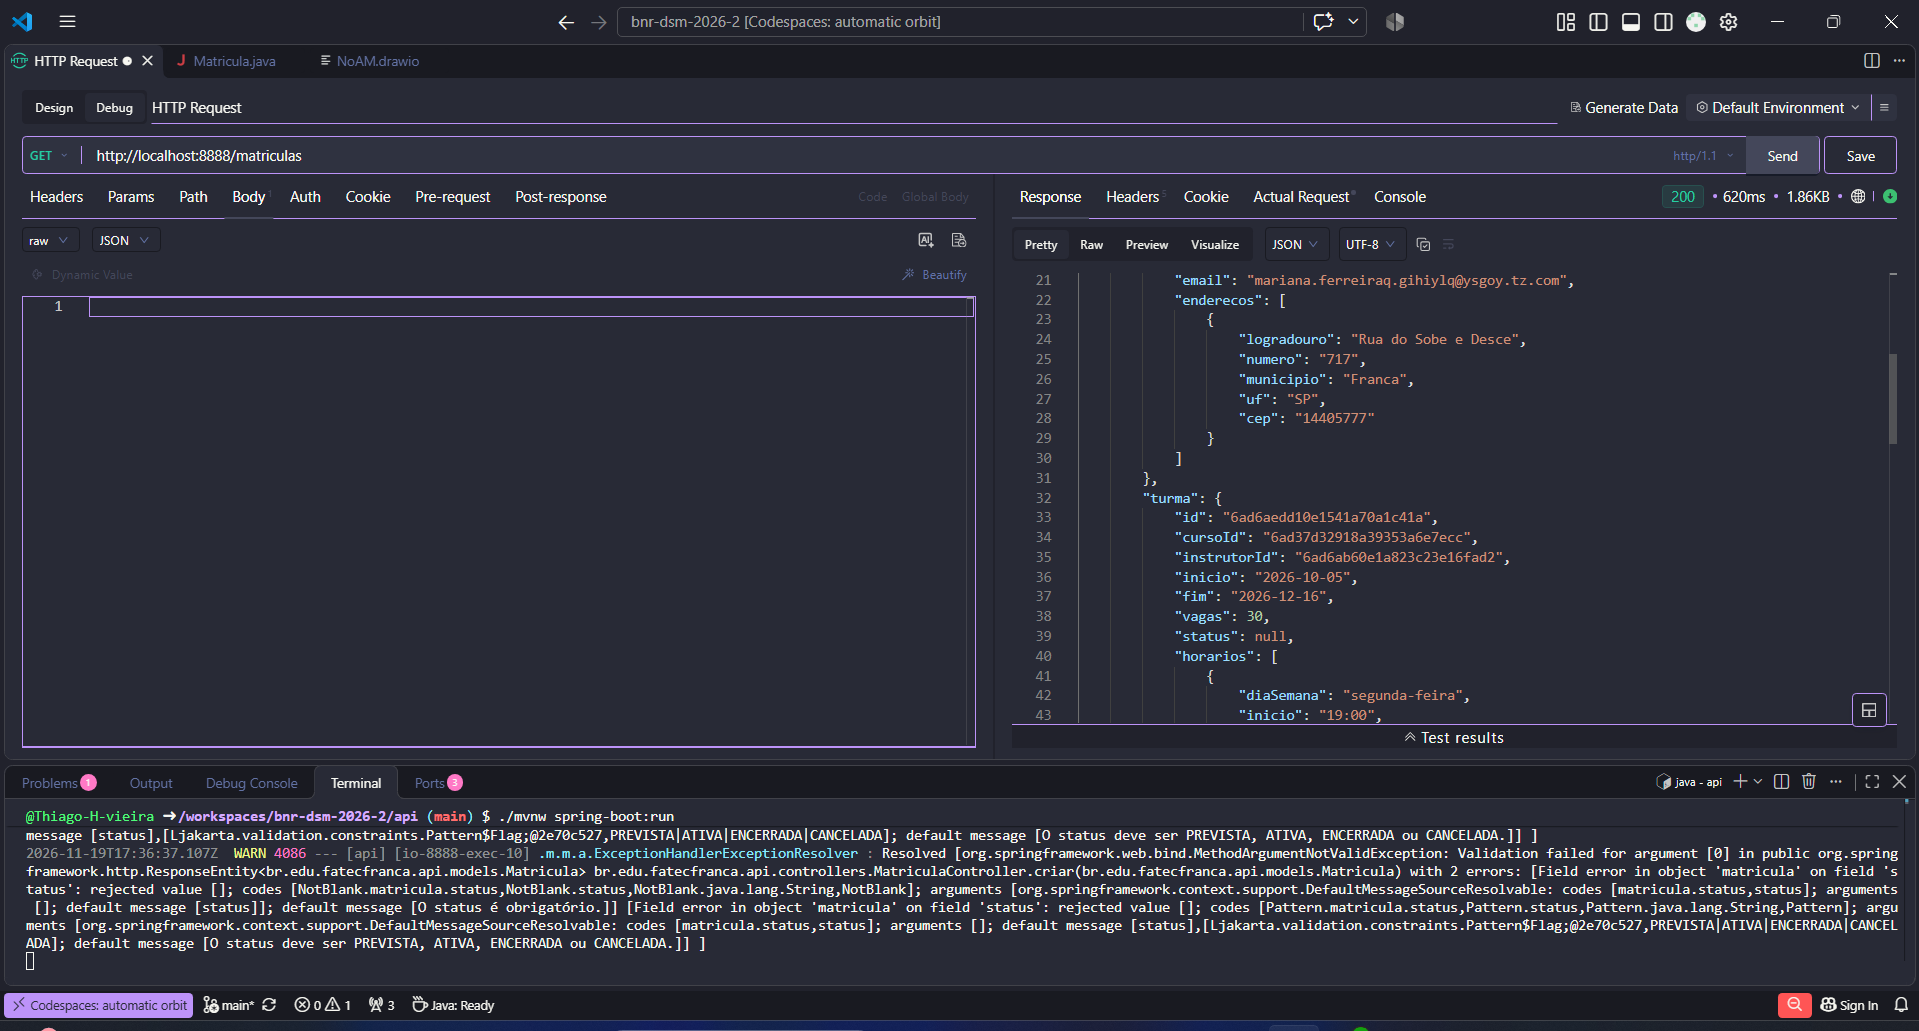 bnr-dsm-2026-2 [Codespaces: automatic orbit]
HTTP HTTP Request
J Matricula.java
NoAM.drawio
Design
Debug
HTTP Request
Generate Data
Default Environment
GET
http://localhost:8888/matriculas
http/1.1
Send
Save
Headers
Params
Path
Body 1
Auth
Cookie
Pre-request
Post-response
Code
Global Body
raw
JSON
AI
Dynamic Value
Beautify
1
Response
Headers 5
Cookie
Actual Request
Console
200
620ms
1.86KB
Pretty
Raw
Preview
Visualize
JSON
UTF-8
21 "email": "mariana.ferreiraq.gihiylq@ysgoy.tz.com",
22 "enderecos": [
23 {
24 "logradouro": "Rua do Sobe e Desce",
25 "numero": "717",
26 "municipio": "Franca",
27 "uf": "SP",
28 "cep": "14405777"
29 }
30 ]
31 },
32 "turma": {
33 "id": "6ad6aedd10e1541a70a1c41a",
34 "cursoId": "6ad37d32918a39353a6e7ecc",
35 "instrutorId": "6ad6ab60e1a823c23e16fad2",
36 "inicio": "2026-10-05",
37 "fim": "2026-12-16",
38 "vagas": 30,
39 "status": null,
40 "horarios": [
41 {
42 "diaSemana": "segunda-feira",
43 "inicio": "19:00",
Test results
Problems 1
Output
Debug Console
Terminal
Ports 3
java - api
@Thiago-H-vieira ➜/workspaces/bnr-dsm-2026-2/api (main) $ ./mvnw spring-boot:run
message [status],[Ljakarta.validation.constraints.Pattern$Flag;@2e70c527,PREVISTA|ATIVA|ENCERRADA|CANCELADA]; default message [O status deve ser PREVISTA, ATIVA, ENCERRADA ou CANCELADA.]] ]
2026-11-19T17:36:37.107Z WARN 4086 --- [api] [io-8888-exec-10] .m.m.a.ExceptionHandlerExceptionResolver : Resolved [org.springframework.web.bind.MethodArgumentNotValidException: Validation failed for argument [0] in public org.spring
framework.http.ResponseEntity<br.edu.fatecfranca.api.models.Matricula> br.edu.fatecfranca.api.controllers.MatriculaController.criar(br.edu.fatecfranca.api.models.Matricula) with 2 errors: [Field error in object 'matricula' on field 's
tatus': rejected value []; codes [NotBlank.matricula.status,NotBlank.status,NotBlank.java.lang.String,NotBlank]; arguments [org.springframework.context.support.DefaultMessageSourceResolvable: codes [matricula.status,status]; arguments
[]; default message [status]]; default message [O status é obrigatório.]] [Field error in object 'matricula' on field 'status': rejected value []; codes [Pattern.matricula.status,Pattern.status,Pattern.java.lang.String,Pattern]; argu
ments [org.springframework.context.support.DefaultMessageSourceResolvable: codes [matricula.status,status]; arguments []; default message [status],[Ljakarta.validation.constraints.Pattern$Flag;@2e70c527,PREVISTA|ATIVA|ENCERRADA|CANCEL
ADA]; default message [O status deve ser PREVISTA, ATIVA, ENCERRADA ou CANCELADA.]] ]
Codespaces: automatic orbit
main*
0
1
3
Java: Ready
Sign In